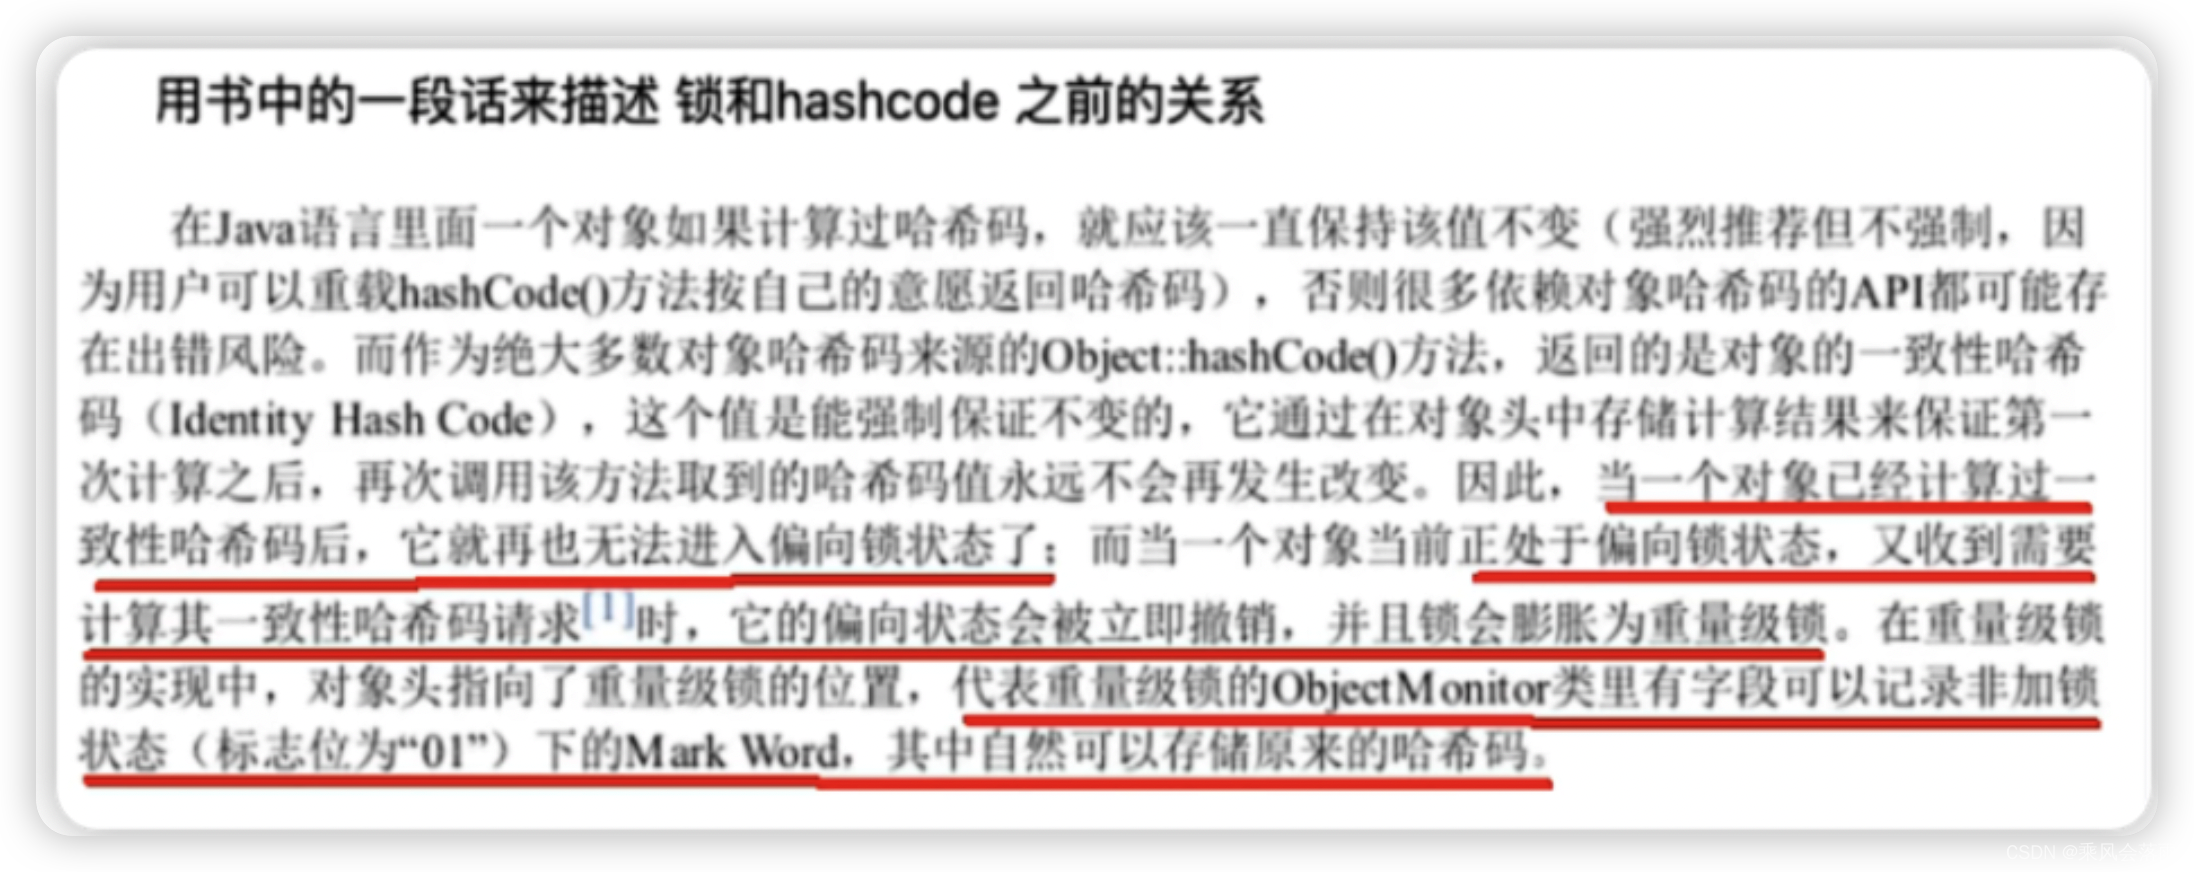 用书中的一段话来描述 锁和hashcode 之前的关系
在Java语言里面一个对象如果计算过哈希码，就应该一直保持该值不变（强烈推荐但不强制，因
为用户可以重载hashCode()方法按自己的意愿返回哈希码），否则很多依赖对象哈希码的API都可能存
在出错风险。而作为绝大多数对象哈希码来源的Object::hashCode()方法，返回的是对象的一致性哈希
码（Identity Hash Code），这个值是能强制保证不变的，它通过在对象头中存储计算结果来保证第一
次计算之后，再次调用该方法取到的哈希码值永远不会再发生改变。因此，当一个对象已经计算过一
致性哈希码后，它就再也无法进入偏向锁状态了；而当一个对象当前正处于偏向锁状态，又收到需要
计算其一致性哈希码请求[1]时，它的偏向状态会被立即撤销，并且锁会膨胀为重量级锁。在重量级锁
的实现中，对象头指向了重量级锁的位置，代表重量级锁的ObjectMonitor类里有字段可以记录非加锁
状态（标志位为“01”）下的Mark Word，其中自然可以存储原来的哈希码。
CSDN @乘风